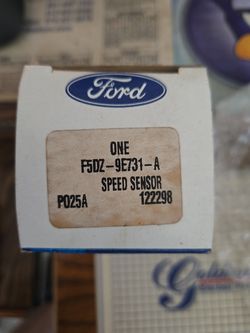 Ford
ONE
F5DZ-9E731-A
SPEED SENSOR
P025A 122298